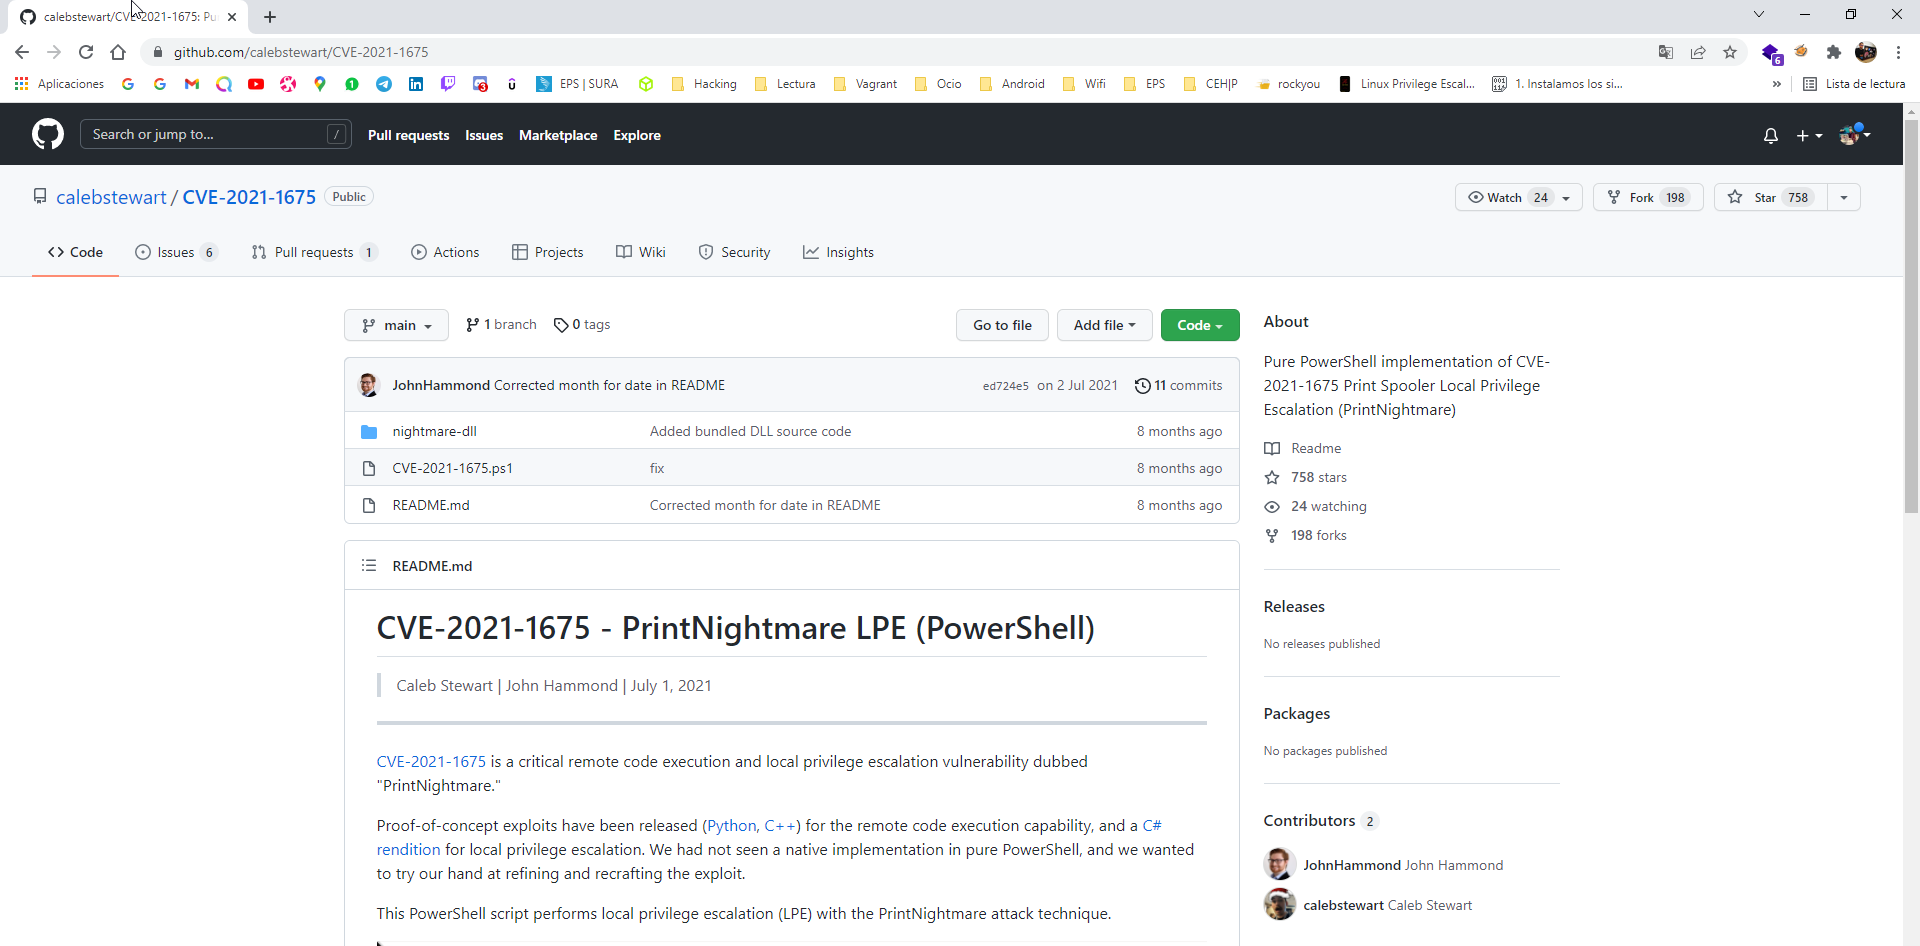 calebstewart/CVE-2021-1675: Pu
github.com/calebstewart/CVE-2021-1675
6
Aplicaciones
1
3
EPS | SURA
Hacking
Lectura
Vagrant
Ocio
Android
Wifi
EPS
CEH|P
rockyou
Linux Privilege Escal...
1. Instalamos los si...
»
Lista de lectura
Search or jump to...
/
Pull requests
Issues
Marketplace
Explore
calebstewart / CVE-2021-1675
Public
Watch 24
Fork 198
Star 758
Code
Issues 6
Pull requests 1
Actions
Projects
Wiki
Security
Insights
main
1 branch
0 tags
Go to file
Add file
Code
JohnHammond Corrected month for date in README
ed724e5 on 2 Jul 2021
11 commits
nightmare-dll Added bundled DLL source code 8 months ago
CVE-2021-1675.ps1 fix 8 months ago
README.md Corrected month for date in README 8 months ago
README.md
CVE-2021-1675 - PrintNightmare LPE (PowerShell)
Caleb Stewart | John Hammond | July 1, 2021
CVE-2021-1675 is a critical remote code execution and local privilege escalation vulnerability dubbed
"PrintNightmare."
Proof-of-concept exploits have been released (Python, C++) for the remote code execution capability, and a C#
rendition for local privilege escalation. We had not seen a native implementation in pure PowerShell, and we wanted
to try our hand at refining and recrafting the exploit.
This PowerShell script performs local privilege escalation (LPE) with the PrintNightmare attack technique.
About
Pure PowerShell implementation of CVE-
2021-1675 Print Spooler Local Privilege
Escalation (PrintNightmare)
Readme
758 stars
24 watching
198 forks
Releases
No releases published
Packages
No packages published
Contributors 2
JohnHammond John Hammond
calebstewart Caleb Stewart